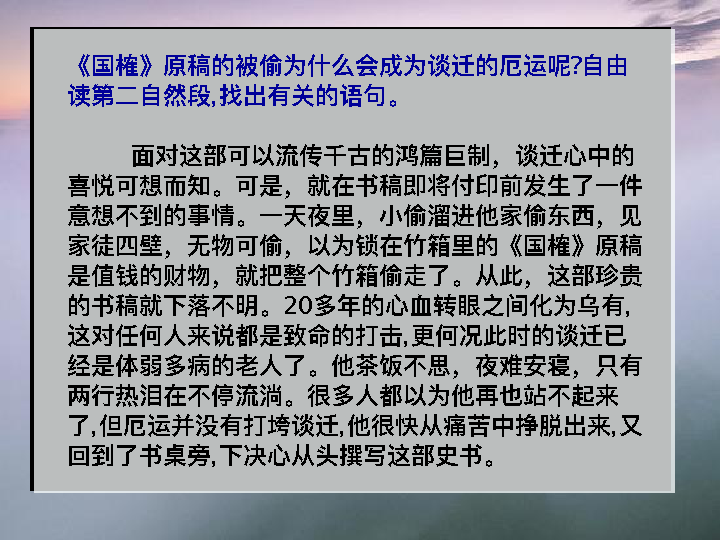 《国榷》原稿的被偷为什么会成为谈迁的厄运呢?自由
读第二自然段,找出有关的语句。
面对这部可以流传千古的鸿篇巨制，谈迁心中的
喜悦可想而知。可是，就在书稿即将付印前发生了一件
意想不到的事情。一天夜里，小偷溜进他家偷东西，见
家徒四壁，无物可偷，以为锁在竹箱里的《国榷》原稿
是值钱的财物，就把整个竹箱偷走了。从此，这部珍贵
的书稿就下落不明。20多年的心血转眼之间化为乌有,
这对任何人来说都是致命的打击,更何况此时的谈迁已
经是体弱多病的老人了。他茶饭不思，夜难安寝，只有
两行热泪在不停流淌。很多人都以为他再也站不起来
了,但厄运并没有打垮谈迁,他很快从痛苦中挣脱出来,又
回到了书桌旁,下决心从头撰写这部史书。